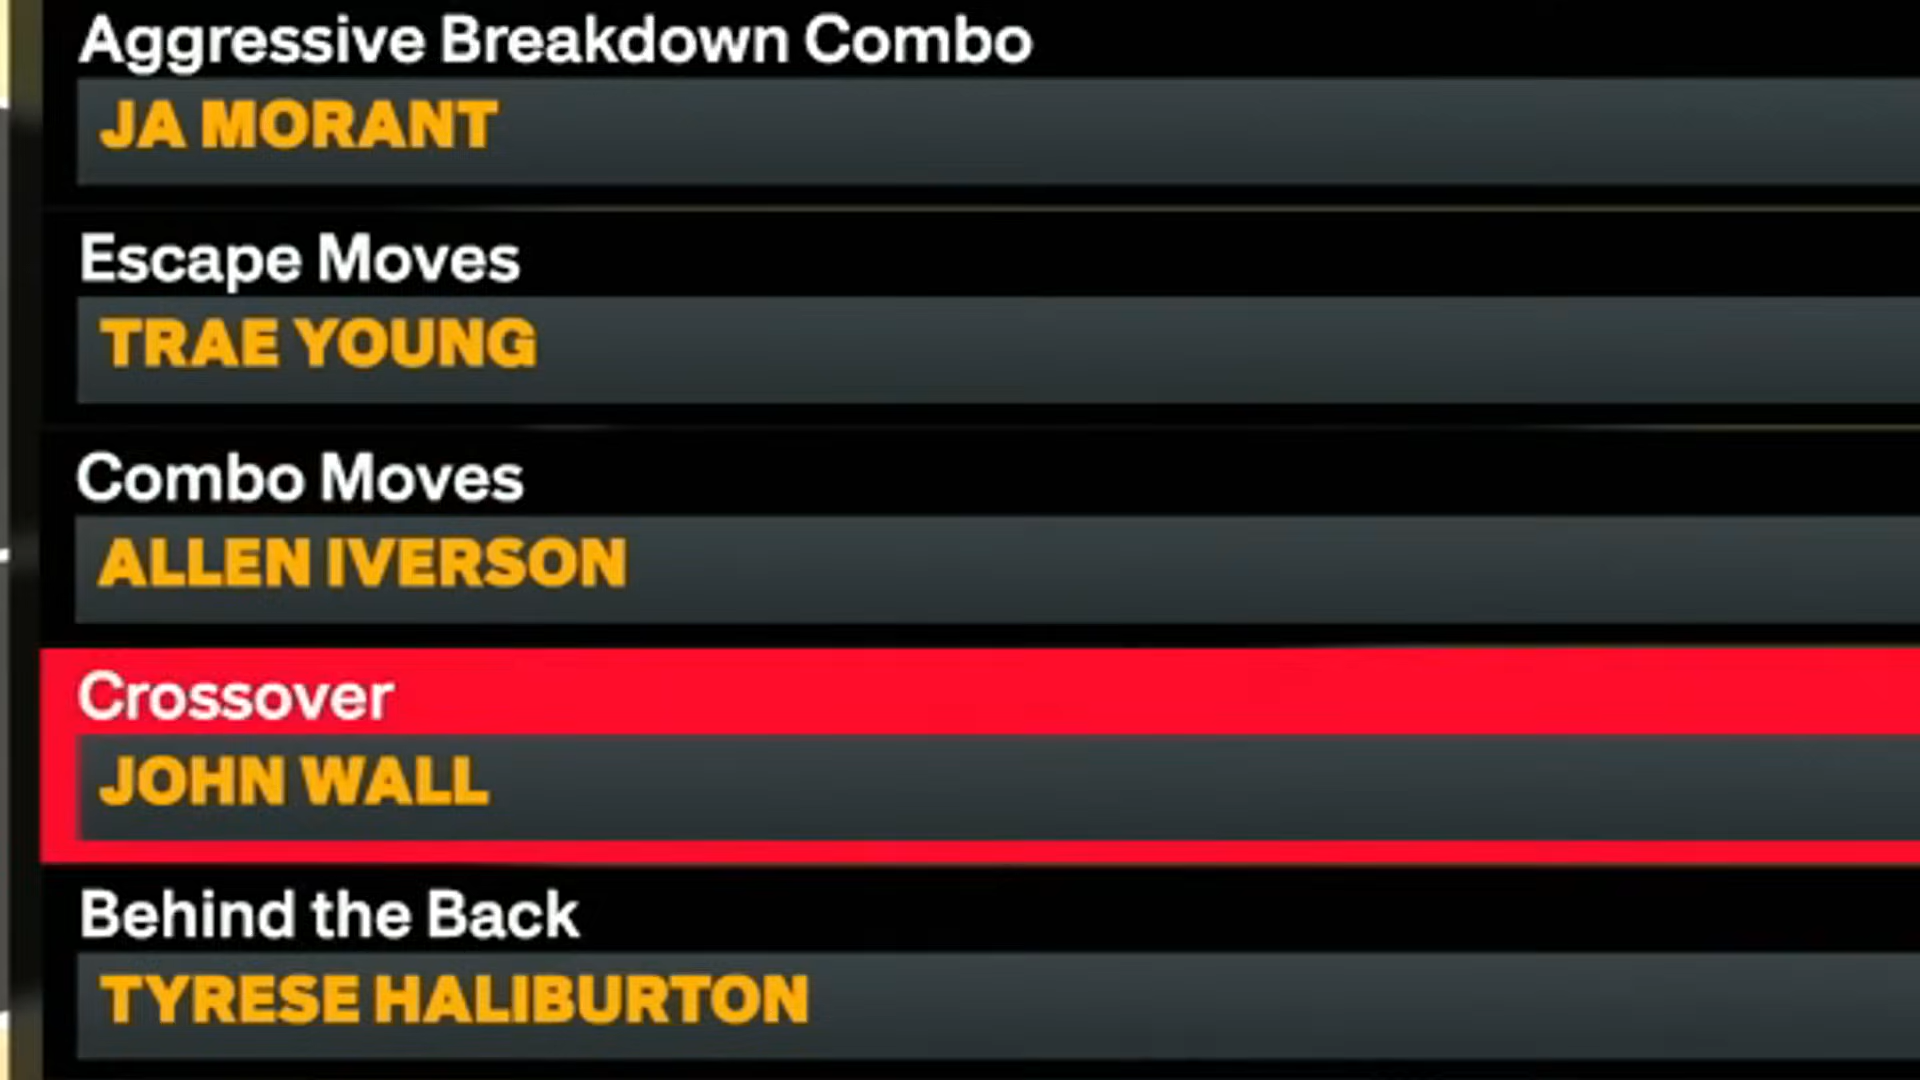 Aggressive Breakdown Combo
JA MORANT
Escape Moves
TRAE YOUNG
Combo Moves
ALLEN IVERSON
Crossover
JOHN WALL
Behind the Back
TYRESE HALIBURTON